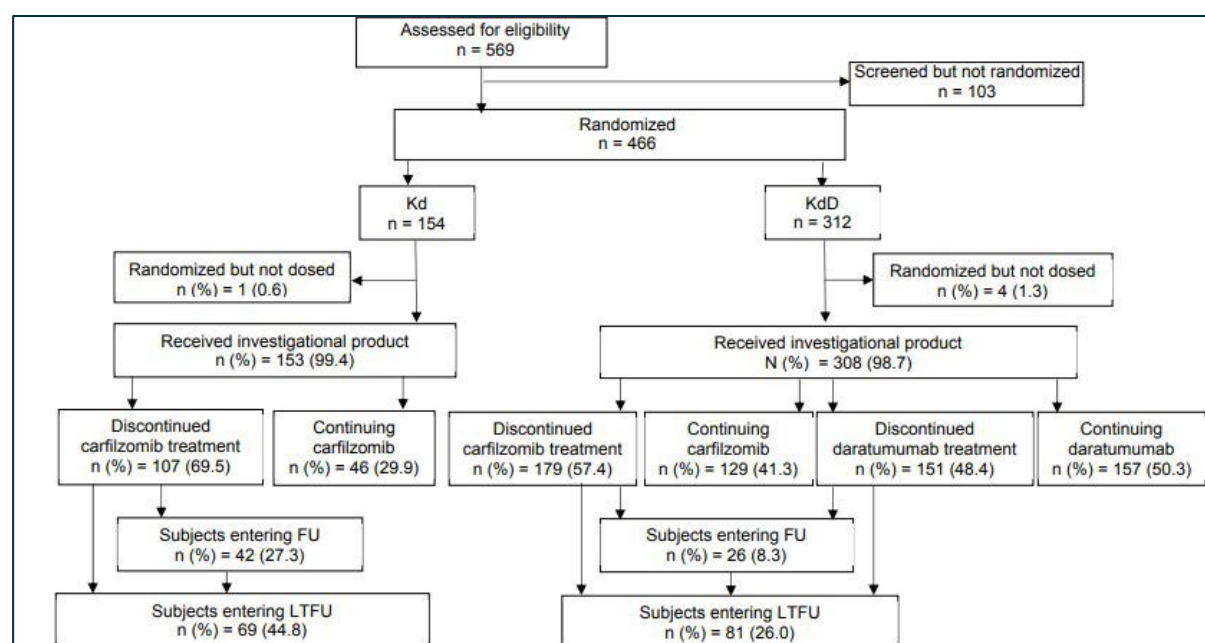 Assessed for eligibility
n = 569
Screened but not randomized
n = 103
Randomized
n = 466
Kd
n = 154
KdD
n = 312
Randomized but not dosed
n (%) = 1 (0.6)
Randomized but not dosed
n (%) = 4 (1.3)
Received investigational product
n (%) = 153 (99.4)
Received investigational product
N (%) = 308 (98.7)
Discontinued
carfilzomib treatment
n (%) = 107 (69.5)
Continuing
carfilzomib
n (%) = 46 (29.9)
Discontinued
carfilzomib treatment
n (%) = 179 (57.4)
Continuing
carfilzomib
n (%) = 129 (41.3)
Discontinued
daratumumab treatment
n (%) = 151 (48.4)
Continuing
daratumumab
n (%) = 157 (50.3)
Subjects entering FU
n (%) = 42 (27.3)
Subjects entering FU
n (%) = 26 (8.3)
Subjects entering LTFU
n (%) = 69 (44.8)
Subjects entering LTFU
n (%) = 81 (26.0)